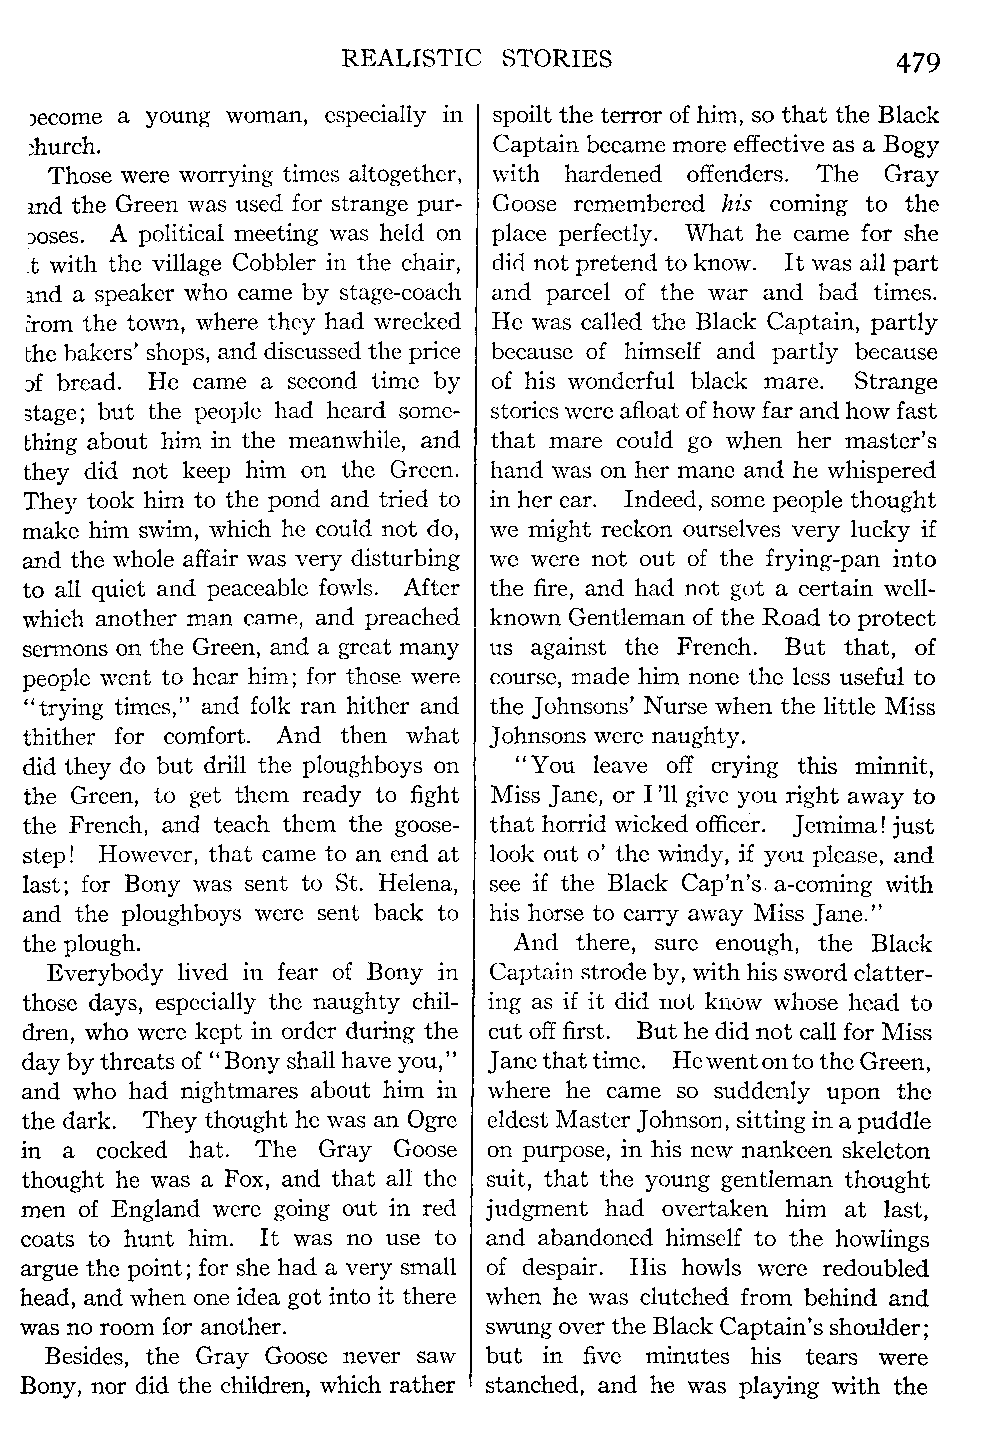 REALISTIC STORIES
479
become a young woman, especially in
church.
Those were worrying times altogether,
and the Green was used for strange pur-
poses. A political meeting was held on
it with the village Cobbler in the chair,
and a speaker who came by stage-coach
from the town, where they had wrecked
the bakers' shops, and discussed the price
of bread. He came a second time by
stage; but the people had heard some-
thing about him in the meanwhile, and
they did not keep him on the Green.
They took him to the pond and tried to
make him swim, which he could not do,
and the whole affair was very disturbing
to all quiet and peaceable fowls. After
which another man came, and preached
sermons on the Green, and a great many
people went to hear him; for those were
"trying times," and folk ran hither and
thither for comfort. And then what
did they do but drill the ploughboys on
the Green, to get them ready to fight
the French, and teach them the goose-
step! However, that came to an end at
last; for Bony was sent to St. Helena,
and the ploughboys were sent back to
the plough.
Everybody lived in fear of Bony in
those days, especially the naughty chil-
dren, who were kept in order during the
day by threats of "Bony shall have you,"
and who had nightmares about him in
the dark. They thought he was an Ogre
in a cocked hat. The Gray Goose
thought he was a Fox, and that all the
men of England were going out in red
coats to hunt him. It was no use to
argue the point; for she had a very small
head, and when one idea got into it there
was no room for another.
Besides, the Gray Goose never saw
Bony, nor did the children, which rather
spoilt the terror of him, so that the Black
Captain became more effective as a Bogy
with hardened offenders. The Gray
Goose remembered his coming to the
place perfectly. What he came for she
did not pretend to know. It was all part
and parcel of the war and bad times.
He was called the Black Captain, partly
because of himself and partly because
of his wonderful black mare. Strange
stories were afloat of how far and how fast
that mare could go when her master's
hand was on her mane and he whispered
in her ear. Indeed, some people thought
we might reckon ourselves very lucky if
we were not out of the frying-pan into
the fire, and had not got a certain well-
known Gentleman of the Road to protect
us against the French. But that, of
course, made him none the less useful to
the Johnsons' Nurse when the little Miss
Johnsons were naughty.
"You leave off crying this minnit,
Miss Jane, or I'll give you right away to
that horrid wicked officer. Jemima! just
look out o' the windy, if you please, and
see if the Black Cap'n's a-coming with
his horse to carry away Miss Jane."
And there, sure enough, the Black
Captain strode by, with his sword clatter-
ing as if it did not know whose head to
cut off first. But he did not call for Miss
Jane that time. He went on to the Green,
where he came so suddenly upon the
eldest Master Johnson, sitting in a puddle
on purpose, in his new nankeen skeleton
suit, that the young gentleman thought
judgment had overtaken him at last,
and abandoned himself to the howlings
of despair. His howls were redoubled
when he was clutched from behind and
swung over the Black Captain's shoulder;
but in five minutes his tears were
stanched, and he was playing with the